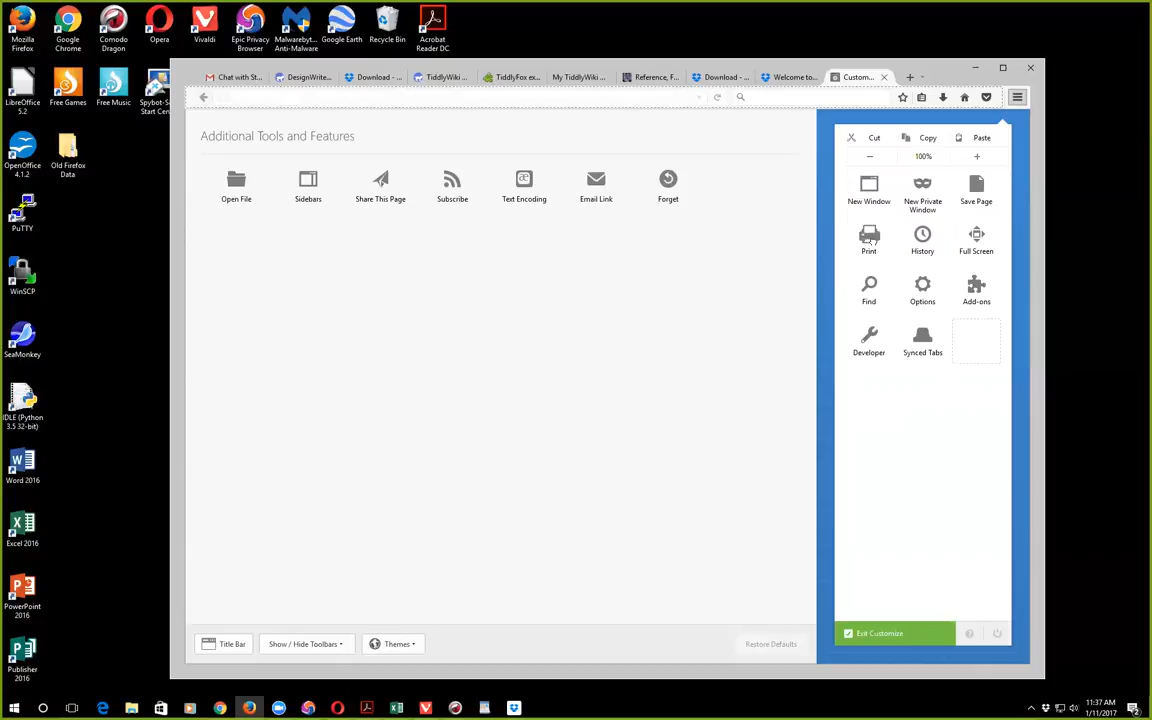 Mozilla Firefox
Google Chrome
Comodo Dragon
Opera
Vivaldi
Epic Privacy Browser
Malwareby... Anti-Malware
Google Earth
Recycle Bin
Acrobat Reader DC
LibreOffice 5.2
Free Games
Free Music
Spybot-S Start Cen
OpenOffice 4.1.2
Old Firefox Data
PuTTY
WinSCP
SeaMonkey
IDLE (Python 3.5 32-bit)
Word 2016
Excel 2016
PowerPoint 2016
Publisher 2016
Chat with St...
DesignWrite...
Download - ...
TiddlyWiki ...
TiddlyFox ex...
My TiddlyWiki ...
Reference, F...
Download - ...
Welcome to...
Custom...
Additional Tools and Features
Open File
Sidebars
Share This Page
Subscribe
Text Encoding
Email Link
Forget
Cut
Copy
Paste
100%
New Window
New Private Window
Save Page
Print
History
Full Screen
Find
Options
Add-ons
Developer
Synced Tabs
Title Bar
Show / Hide Toolbars
Themes
Restore Defaults
Exit Customize
11:37 AM
1/11/2017